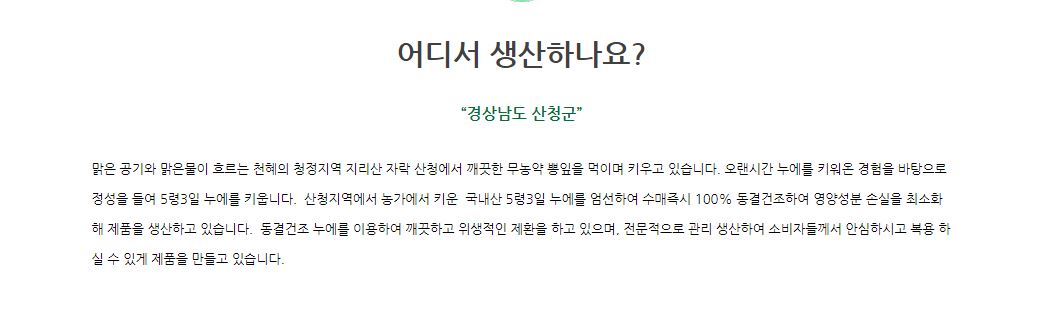 어디서 생산하나요?
“경상남도 산청군”
맑은 공기와 맑은물이 흐르는 천혜의 청정지역 지리산 자락 산청에서 깨끗한 무농약 뽕잎을 먹이며 키우고 있습니다. 오랜시간 누에를 키워온 경험을 바탕으로
정성을 들여 5령3일 누에를 키웁니다.  산청지역에서 농가에서 키운  국내산 5령3일 누에를 엄선하여 수매즉시 100% 동결건조하여 영양성분 손실을 최소화
해 제품을 생산하고 있습니다.  동결건조 누에를 이용하여 깨끗하고 위생적인 제환을 하고 있으며, 전문적으로 관리 생산하여 소비자들께서 안심하시고 복용 하
실 수 있게 제품을 만들고 있습니다.